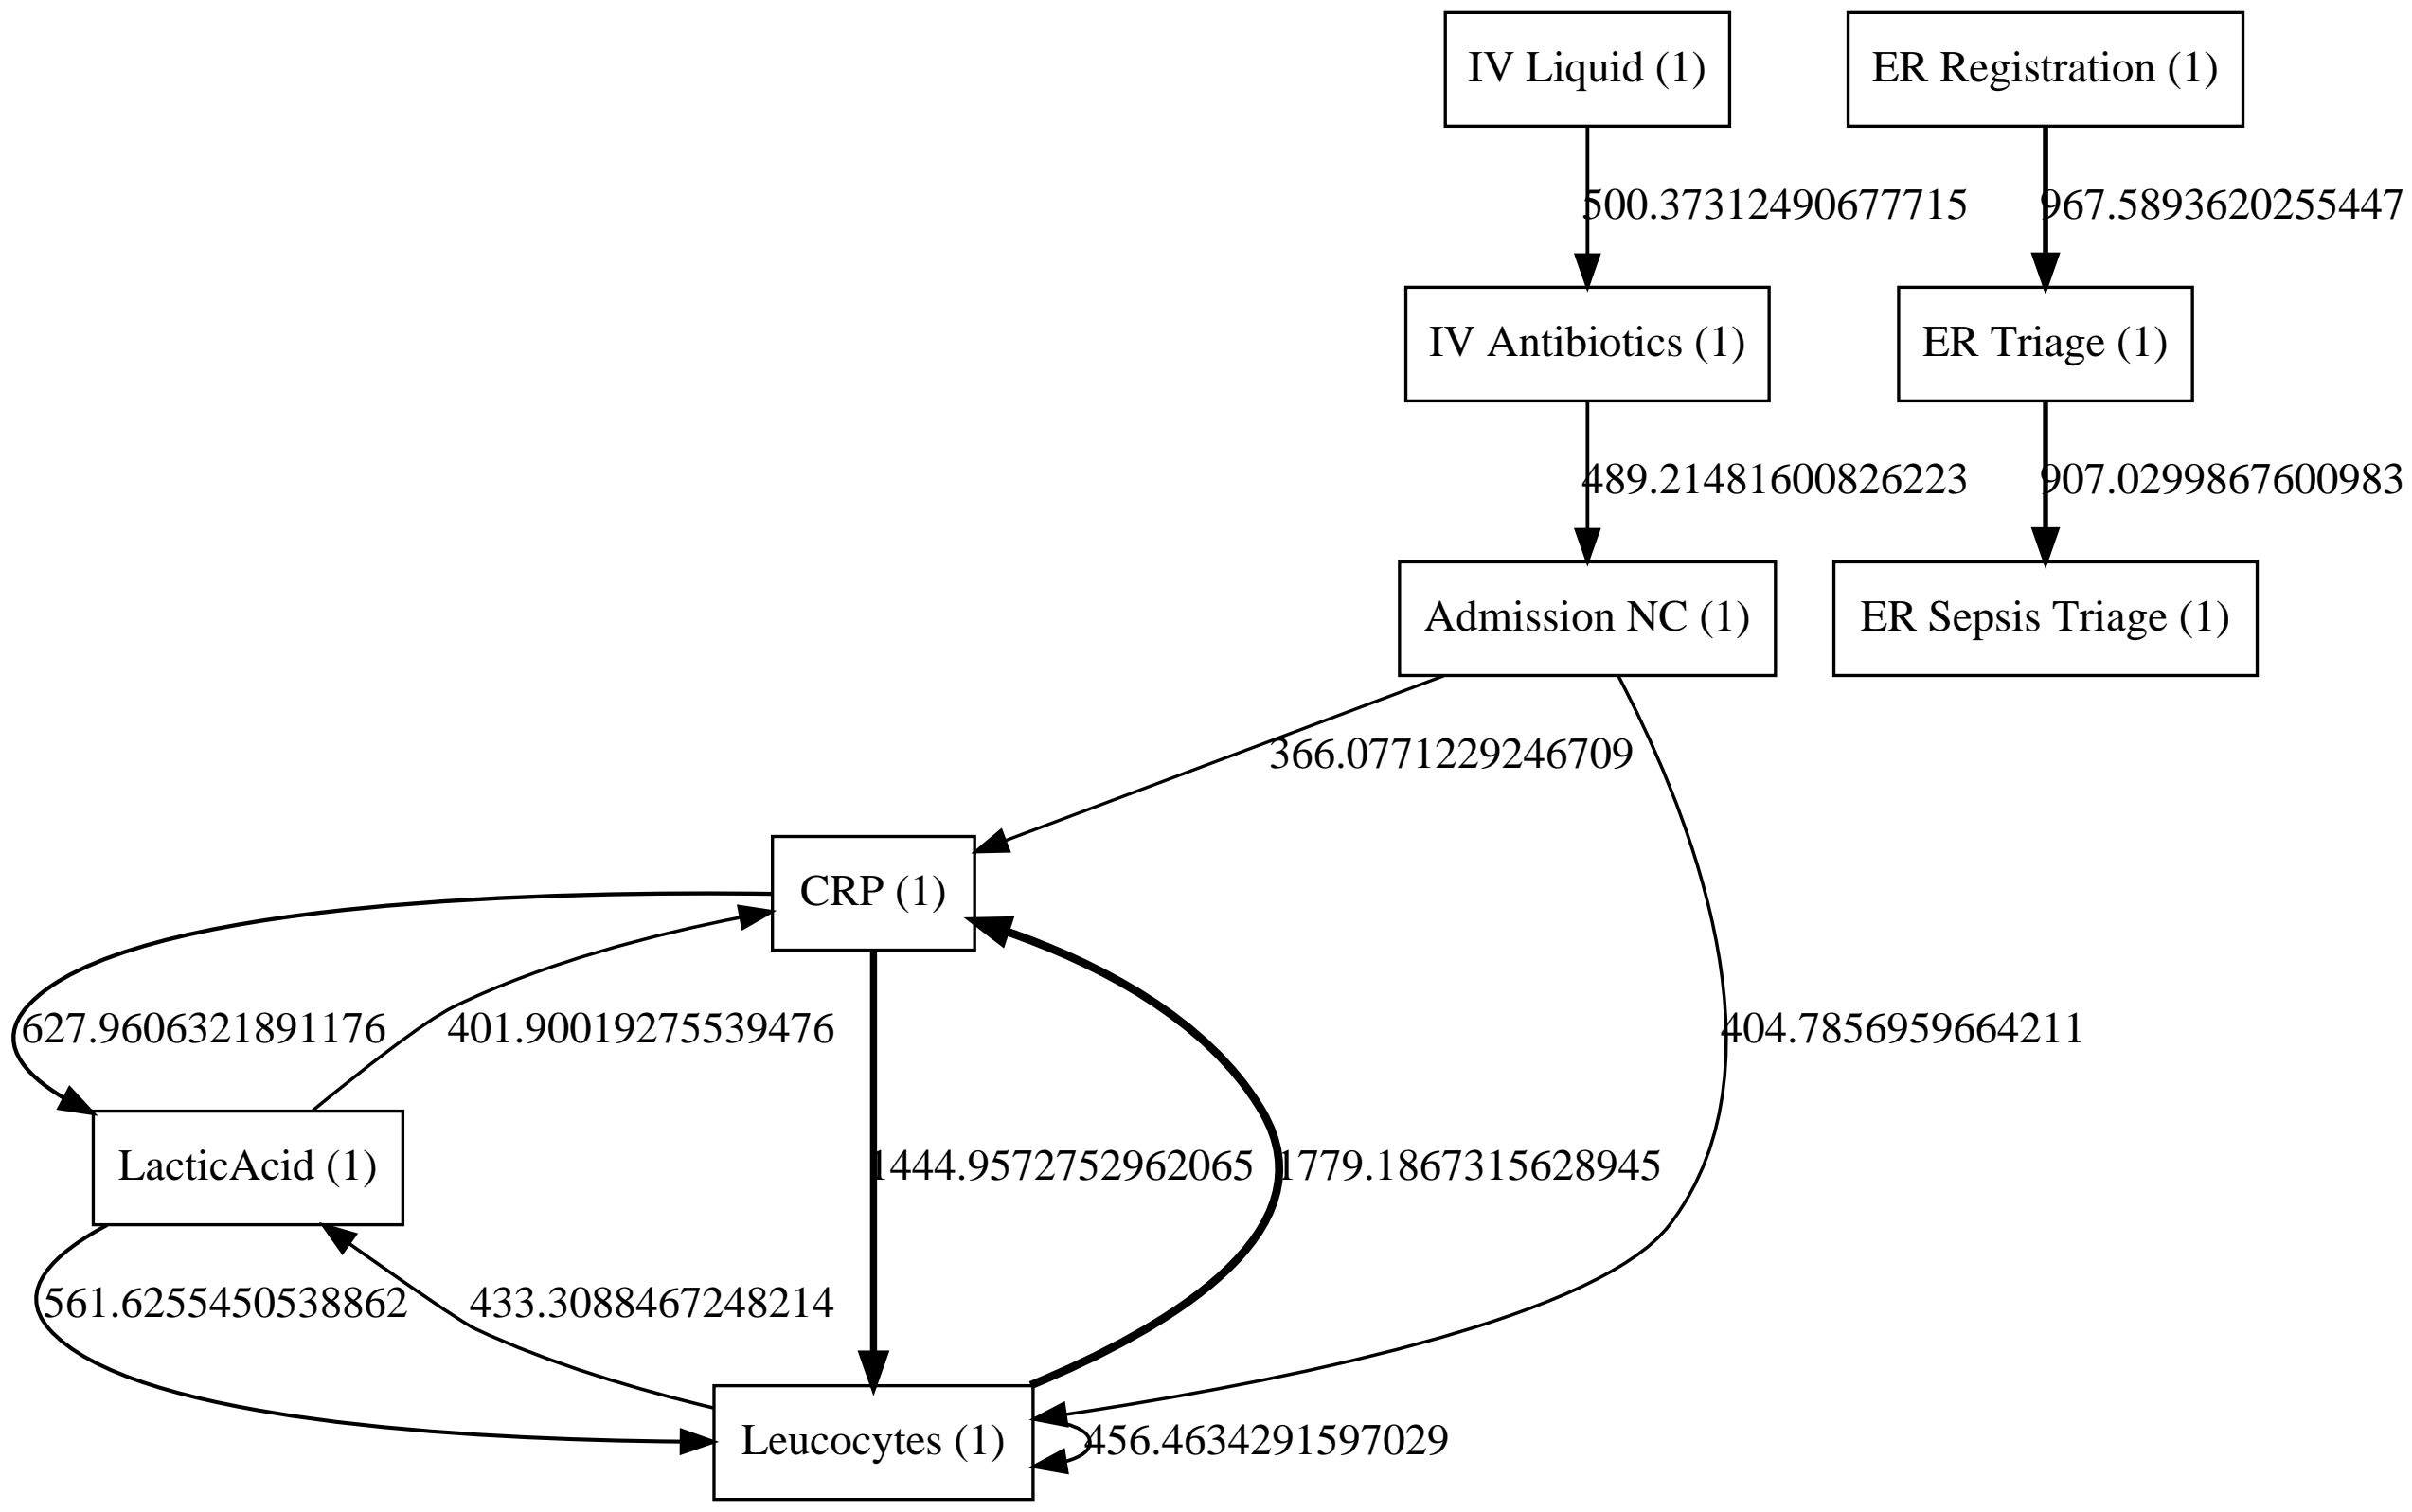 IV Liquid (1)
ER Registration (1)
500.37312490677715
967.5893620255447
IV Antibiotics (1)
ER Triage (1)
489.21481600826223
907.0299867600983
Admission NC (1)
ER Sepsis Triage (1)
366.0771229246709
CRP (1)
627.9606321891176
401.90019275539476
404.7856959664211
LacticAcid (1)
1444.9572752962065
1779.1867315628945
561.6255450538862
433.3088467248214
Leucocytes (1)
456.4634291597029